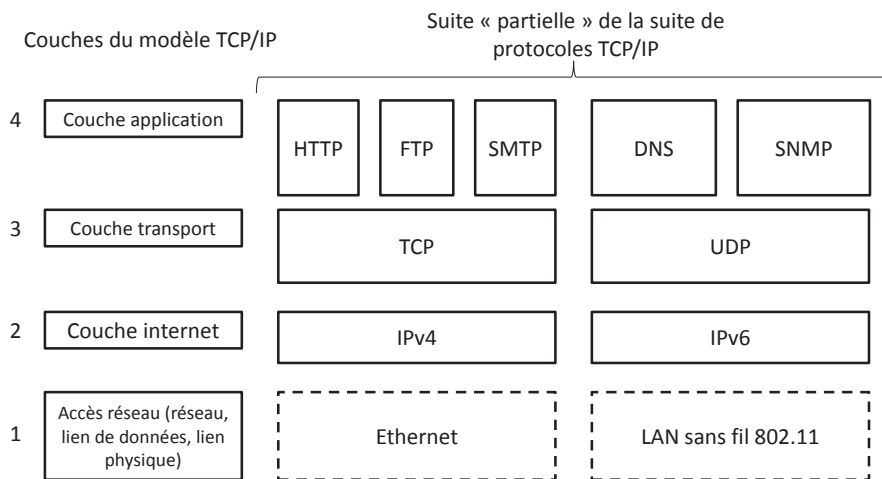 Couches du modèle TCP/IP
Suite « partielle » de la suite de
protocoles TCP/IP
4
Couche application
HTTP
FTP
SMTP
DNS
SNMP
3
Couche transport
TCP
UDP
2
Couche internet
IPv4
IPv6
1
Accès réseau (réseau,
lien de données, lien
physique)
Ethernet
LAN sans fil 802.11